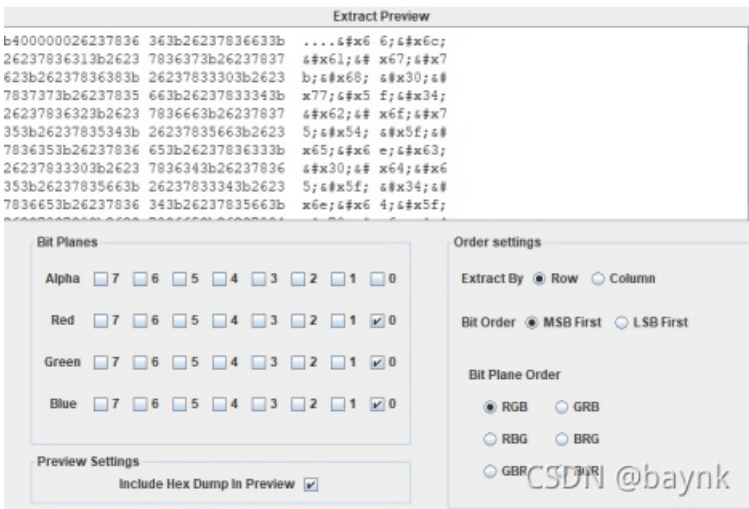 Extract Preview
b400000026237836 363b26237836633b ....&#x6 6;&#x6c;
26237836313b2623 7836373b26237837 &#x61;&# x67;&#x7
623b26237836383b 26237833303b2623 b;&#x68; &#x30;&#
7837373b26237835 663b26237833343b x77;&#x5 f;&#x34;
26237836323b2623 7836663b26237837 &#x62;&# x6f;&#x7
353b26237835343b 26237835663b2623 5;&#x54; &#x5f;&#
7836353b26237836 653b26237836333b x65;&#x6 e;&#x63;
26237833303b2623 7836343b26237836 &#x30;&# x64;&#x6
353b26237835663b 26237833343b2623 5;&#x5f; &#x34;&#
7836653b26237836 343b26237835663b x6e;&#x6 4;&#x5f;
Bit Planes
Alpha 7 6 5 4 3 2 1 0
Red 7 6 5 4 3 2 1 0
Green 7 6 5 4 3 2 1 0
Blue 7 6 5 4 3 2 1 0
Preview Settings
Include Hex Dump In Preview
Order settings
Extract By Row Column
Bit Order MSB First LSB First
Bit Plane Order
RGB GRB
RBG BRG
GBR BGR
CSDN @baynk